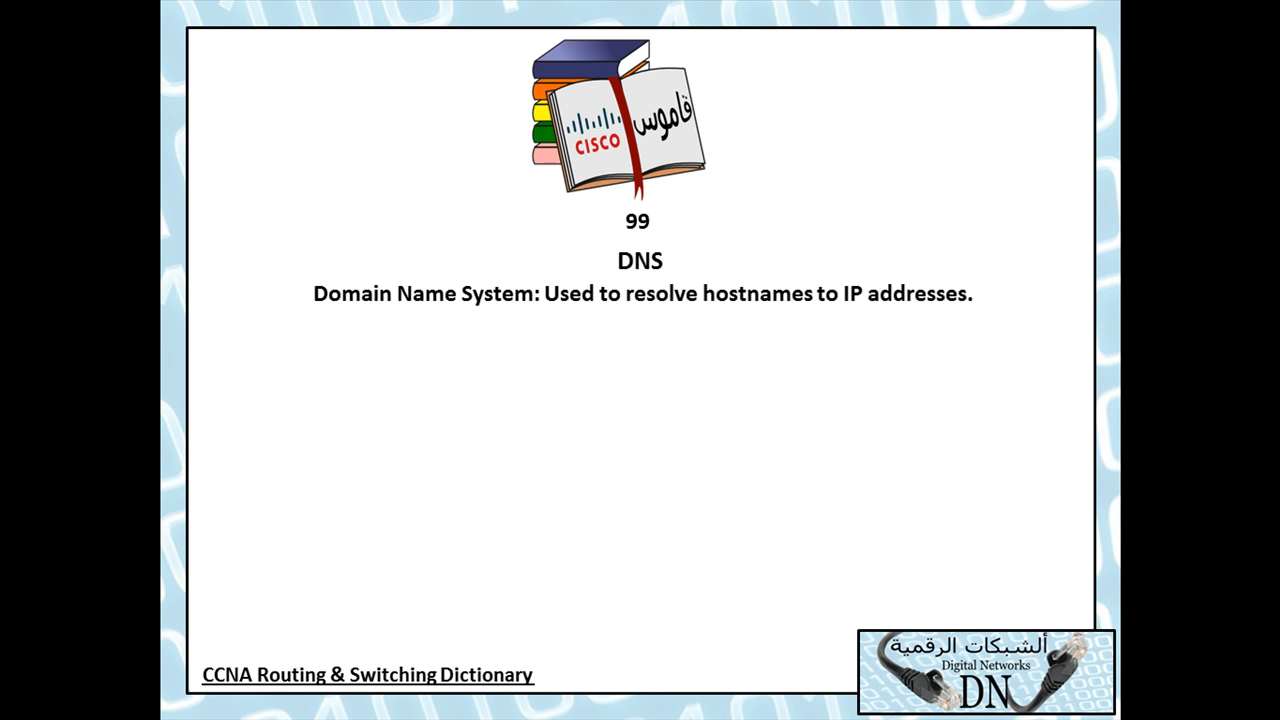 CISCO قاموس
99
DNS
Domain Name System: Used to resolve hostnames to IP addresses.
CCNA Routing & Switching Dictionary
ألشبكات الرقمية
Digital Networks
DN